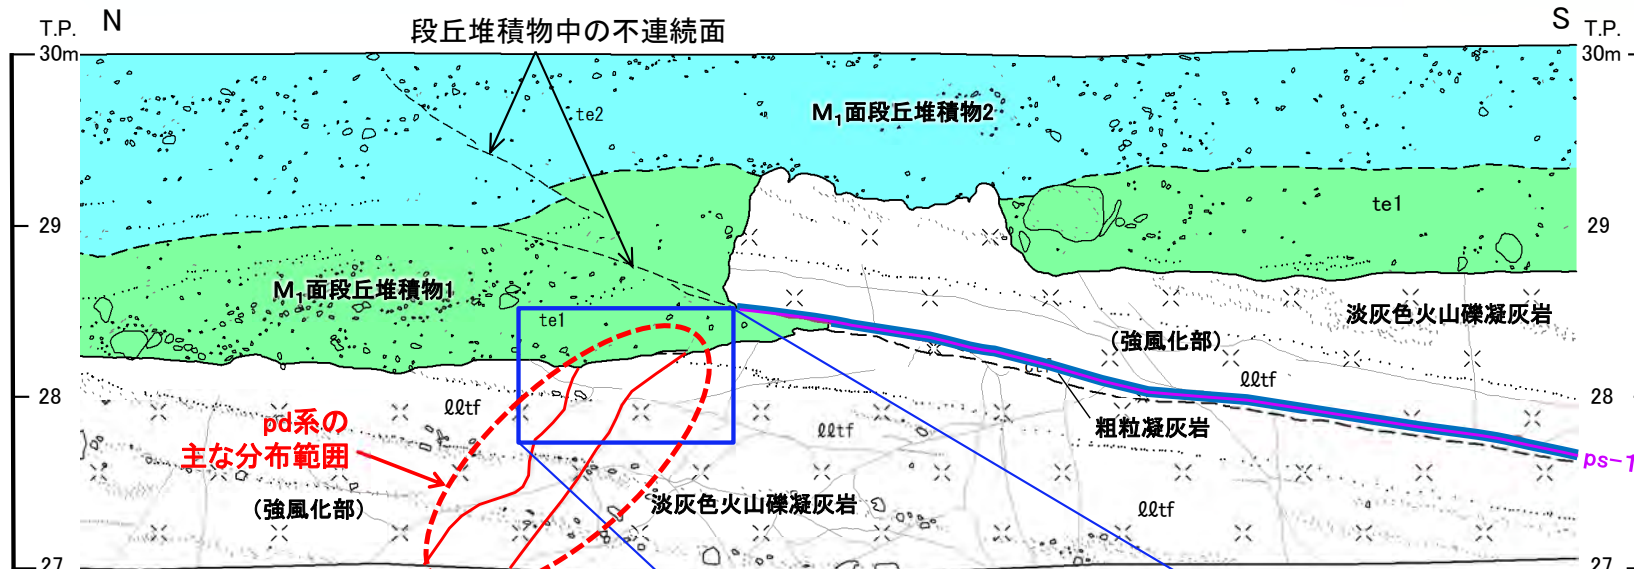 T.P.
N
S
T.P.
段丘堆積物中の不連続面
30m
30m
te2
M₁面段丘堆積物2
te1
29
29
M₁面段丘堆積物1
te1
淡灰色火山礫凝灰岩
(強風化部)
ℓℓtf
28
28
ℓℓtf
pd系の
主な分布範囲
ℓℓtf
粗粒凝灰岩
ps-1
(強風化部)
淡灰色火山礫凝灰岩
ℓℓtf
27
27